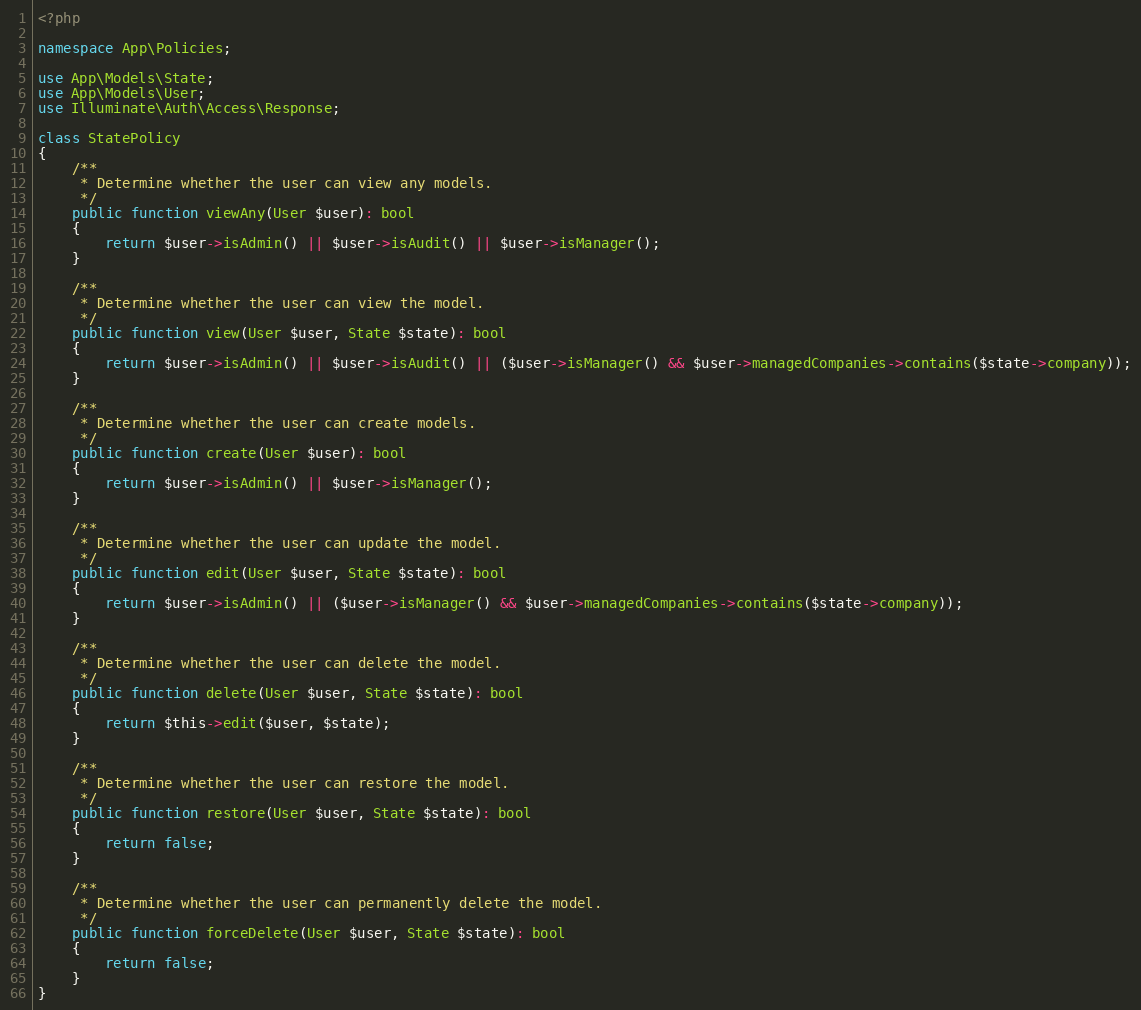 1 <?php
2
3 namespace App\Policies;
4
5 use App\Models\State;
6 use App\Models\User;
7 use Illuminate\Auth\Access\Response;
8
9 class StatePolicy
10 {
11     /**
12      * Determine whether the user can view any models.
13      */
14     public function viewAny(User $user): bool
15     {
16         return $user->isAdmin() || $user->isAudit() || $user->isManager();
17     }
18
19     /**
20      * Determine whether the user can view the model.
21      */
22     public function view(User $user, State $state): bool
23     {
24         return $user->isAdmin() || $user->isAudit() || ($user->isManager() && $user->managedCompanies->contains($state->company));
25     }
26
27     /**
28      * Determine whether the user can create models.
29      */
30     public function create(User $user): bool
31     {
32         return $user->isAdmin() || $user->isManager();
33     }
34
35     /**
36      * Determine whether the user can update the model.
37      */
38     public function edit(User $user, State $state): bool
39     {
40         return $user->isAdmin() || ($user->isManager() && $user->managedCompanies->contains($state->company));
41     }
42
43     /**
44      * Determine whether the user can delete the model.
45      */
46     public function delete(User $user, State $state): bool
47     {
48         return $this->edit($user, $state);
49     }
50
51     /**
52      * Determine whether the user can restore the model.
53      */
54     public function restore(User $user, State $state): bool
55     {
56         return false;
57     }
58
59     /**
60      * Determine whether the user can permanently delete the model.
61      */
62     public function forceDelete(User $user, State $state): bool
63     {
64         return false;
65     }
66 }